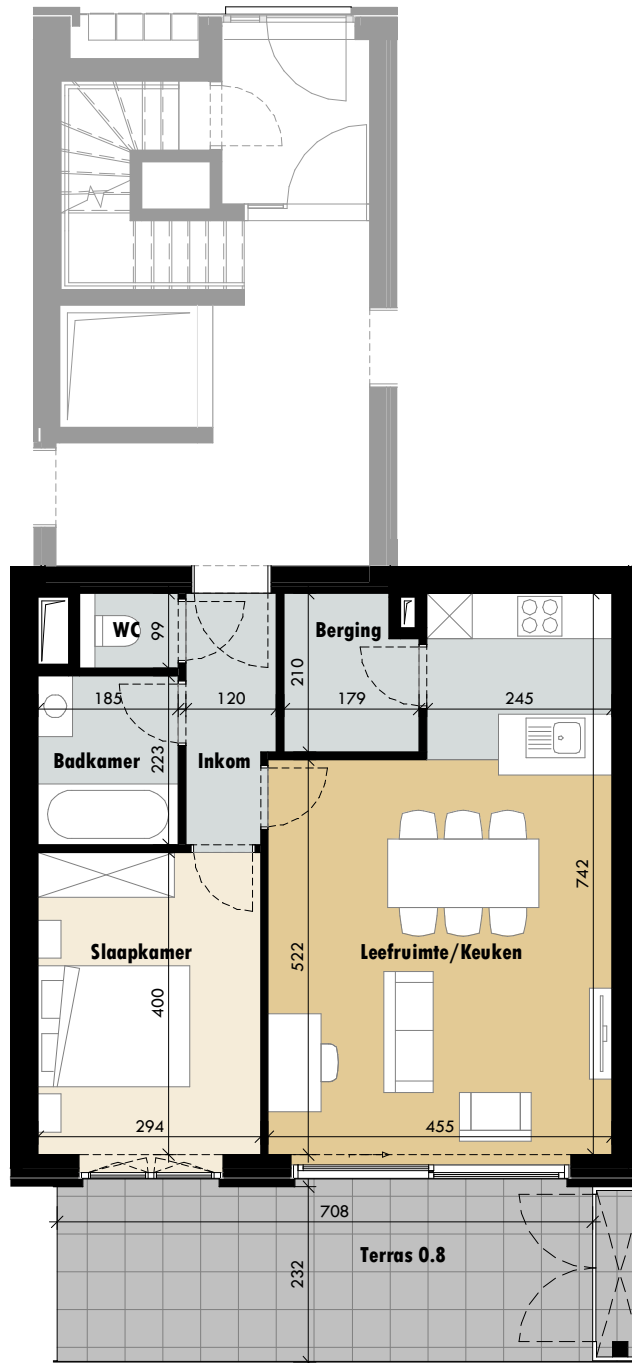 WC
99
Berging
210
185
120
179
245
Badkamer
223
Inkom
742
Slaapkamer
Leefruimte/Keuken
522
400
294
455
708
Terras 0.8
232